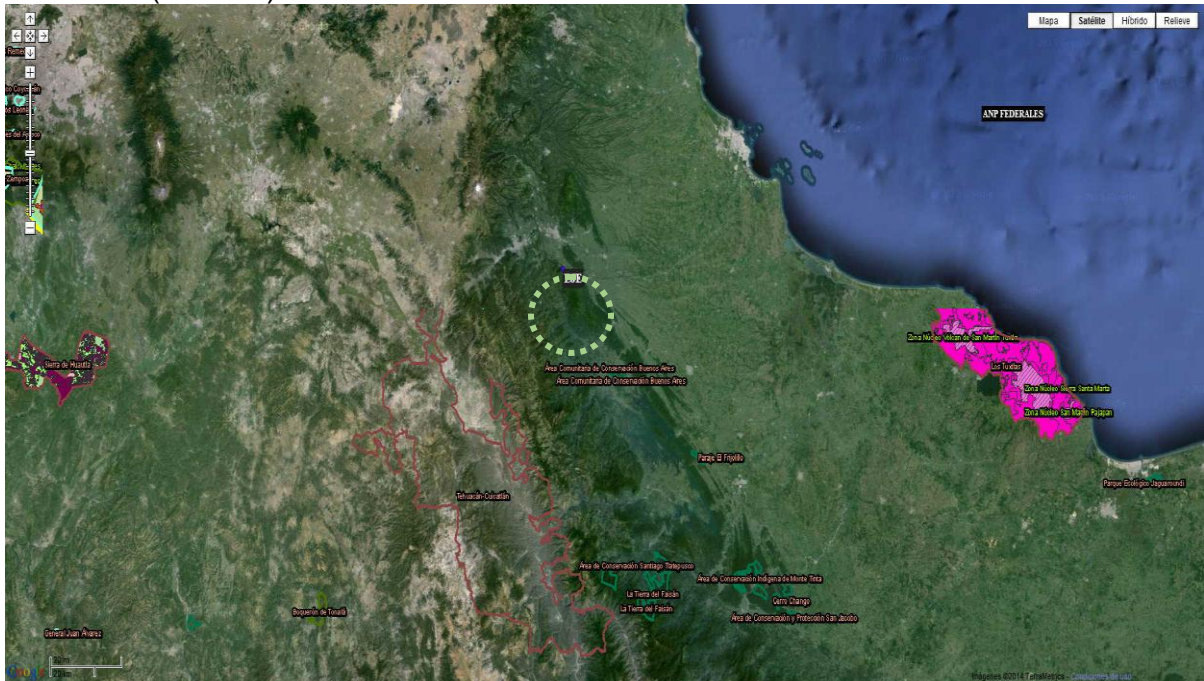 Mapa Satélite Híbrido Relieve
ANP FEDERALES
Sierra de Huautla
Área Comunitaria de Conservación Buenos Aires
Área Comunitaria de Conservación Buenos Aires
Zona Núcleo Volcán de San Martín Tuxtla
Los Tuxtlas
Zona Núcleo Sierra Santa Marta
Zona Núcleo San Martín Pajapan
Paraje El Frijolillo
Parque Ecológico Jaguaroundi
Tehuacán-Cuicatlán
Área de Conservación Santiago Tlatepusco
Área de Conservación Indígena de Monte Tinta
La Tierra del Faisán
Cerro Chango
La Tierra del Faisán
Área de Conservación y Protección San Jacobo
Boquerón de Tonalá
General Juan Álvarez
Imágenes ©2014 TerraMetrics - Condiciones de uso